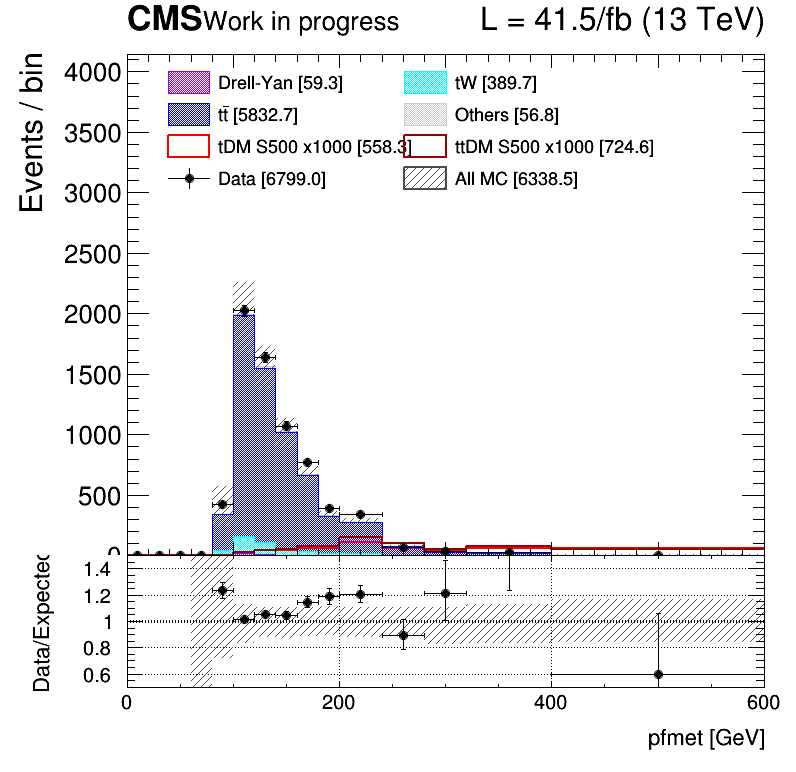 CMS Work in progress L = 41.5/fb (13 TeV)
Events / bin
4000
3500
3000
2500
2000
1500
1000
500
0
Drell-Yan [59.3] tW [389.7]
tt̄ [5832.7] Others [56.8]
tDM S500 x1000 [558.3] ttDM S500 x1000 [724.6]
Data [6799.0] All MC [6338.5]
Data/Expected
1.4
1.2
1
0.8
0.6
0 200 400 600
pfmet [GeV]